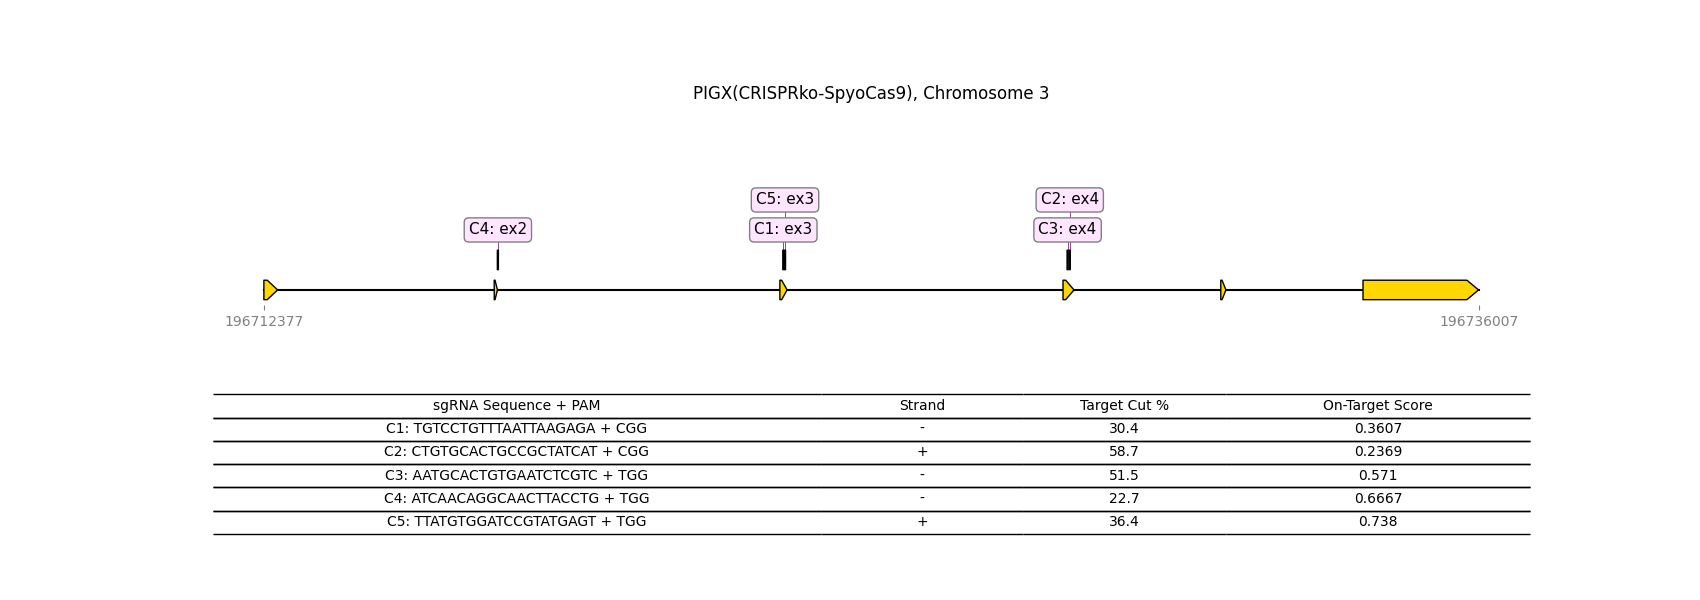 PIGX(CRISPRko-SpyoCas9), Chromosome 3
C5: ex3 C2: ex4
C4: ex2 C1: ex3 C3: ex4
196712377 196736007
sgRNA Sequence + PAM Strand Target Cut % On-Target Score
C1: TGTCCTGTTTAATTAAGAGA + CGG - 30.4 0.3607
C2: CTGTGCACTGCCGCTATCAT + CGG + 58.7 0.2369
C3: AATGCACTGTGAATCTCGTC + TGG - 51.5 0.571
C4: ATCAACAGGCAACTTACCTG + TGG - 22.7 0.6667
C5: TTATGTGGATCCGTATGAGT + TGG + 36.4 0.738